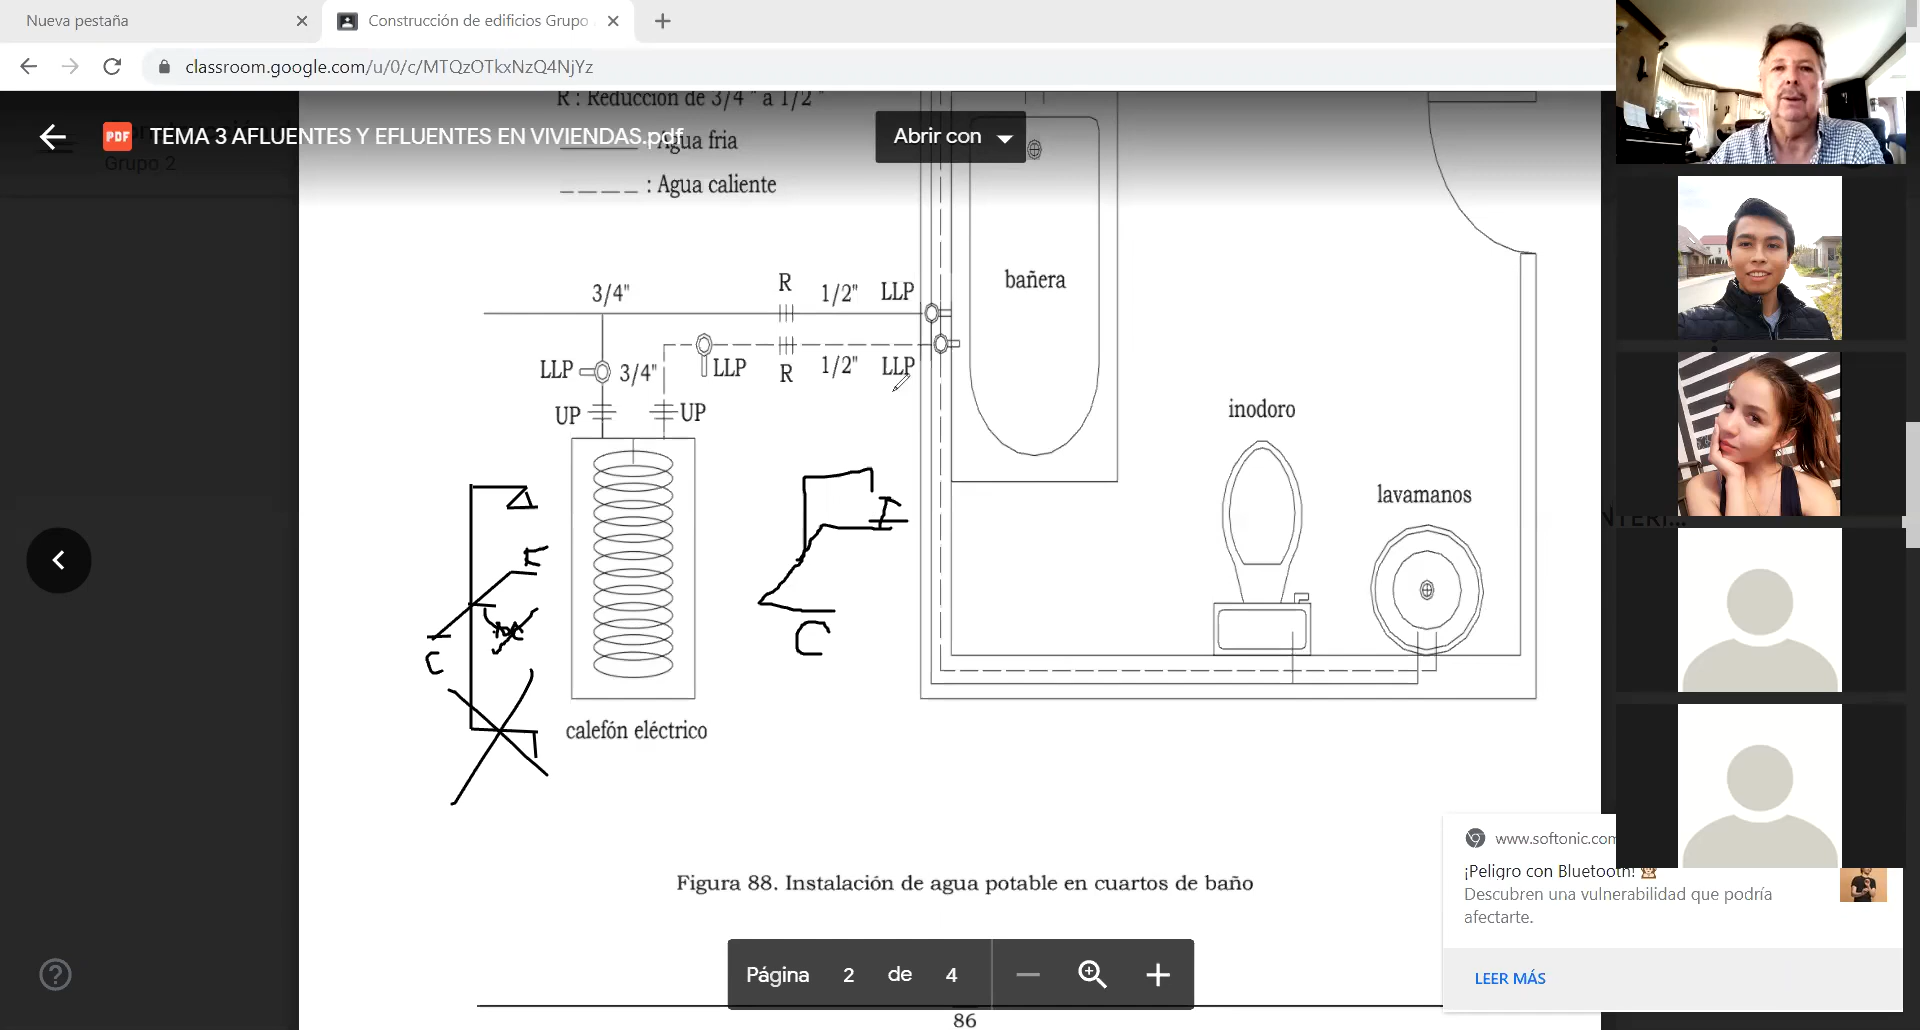 Nueva pestaña
Construcción de edificios Grupo
classroom.google.com/u/0/c/MTQzOTkxNzQ4NjYz
R : Reducción de 3/4 " a 1/2 "
PDF TEMA 3 AFLUENTES Y EFLUENTES EN VIVIENDAS.pdf
Abrir con
Agua fria
Grupo 2
: Agua caliente
bañera
3/4"
R
1/2"
LLP
LLP
3/4"
LLP
R
1/2"
LLP
UP
UP
inodoro
lavamanos
C
C
calefón eléctrico
Figura 88. Instalación de agua potable en cuartos de baño
Página 2 de 4
86
www.softonic.com
¡Peligro con Bluetooth!
Descubren una vulnerabilidad que podría
afectarte.
LEER MÁS